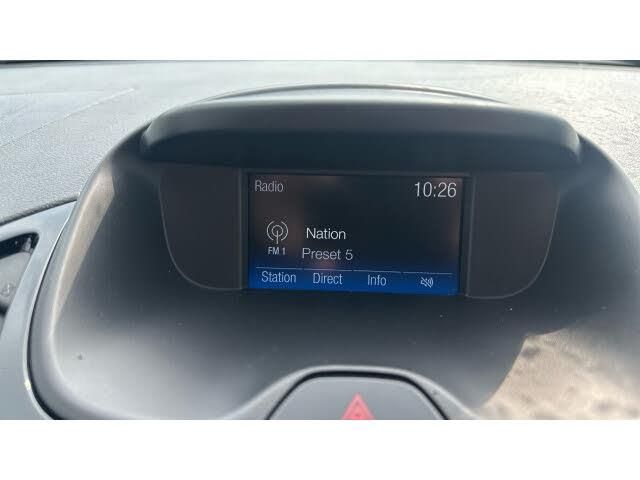 Radio 10:26
Nation
FM 1 Preset 5
Station Direct Info